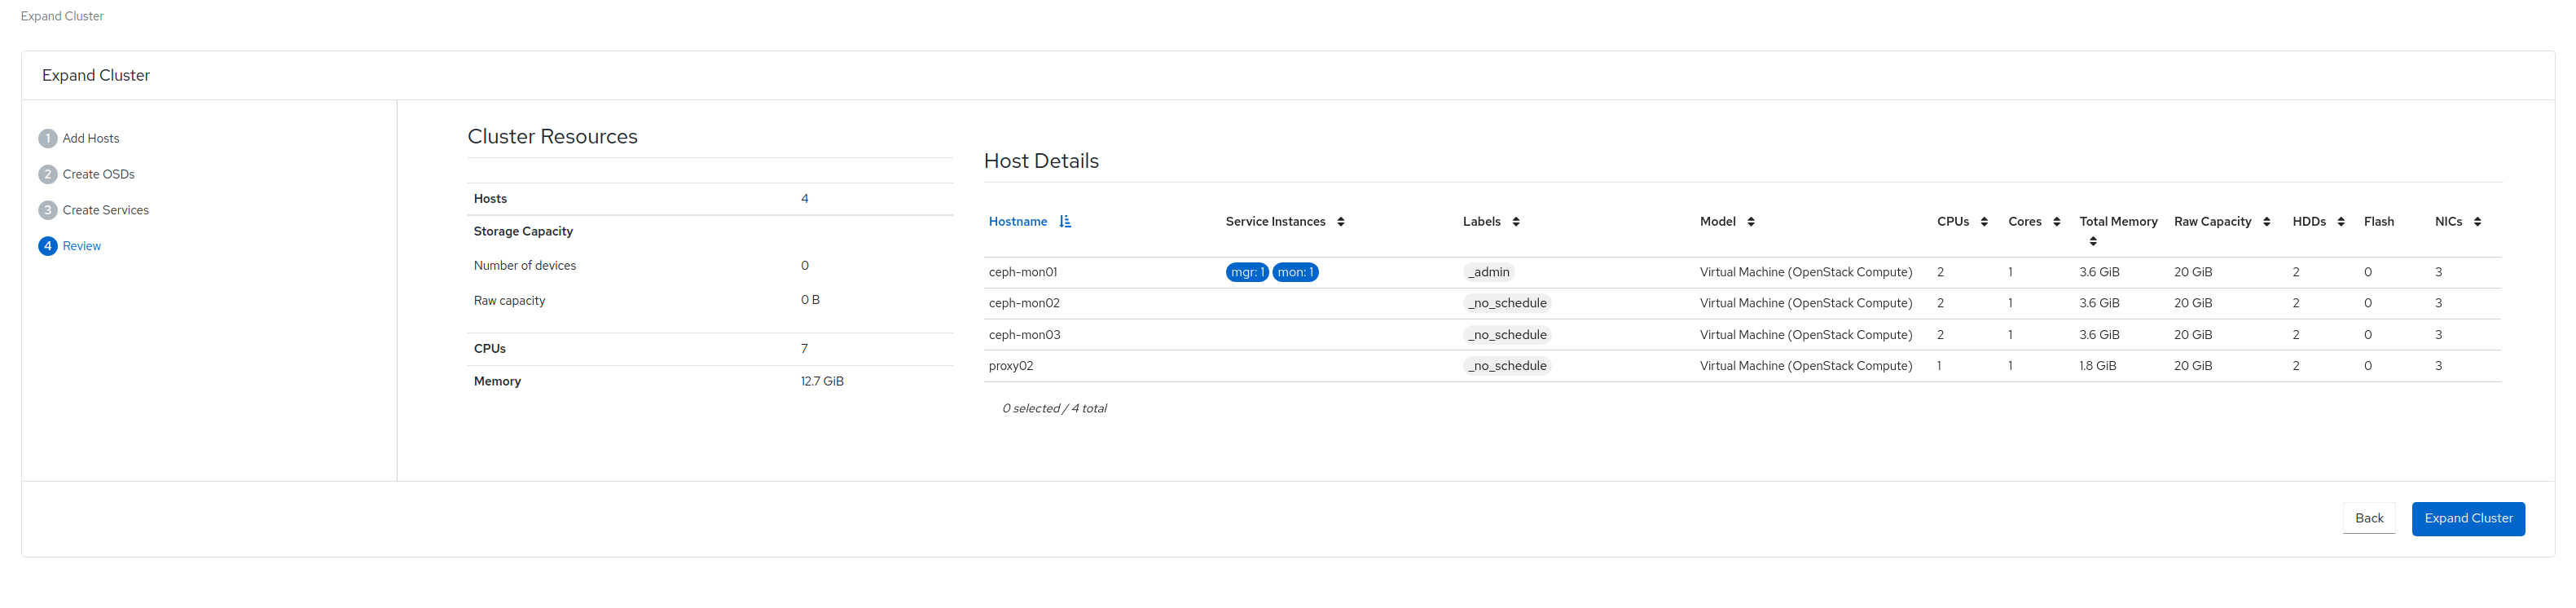 Expand Cluster
Expand Cluster
1 Add Hosts
2 Create OSDs
3 Create Services
4 Review
Cluster Resources
Hosts 4
Storage Capacity
Number of devices 0
Raw capacity 0 B
CPUs 7
Memory 12.7 GiB
Host Details
Hostname Service Instances Labels Model CPUs Cores Total Memory Raw Capacity HDDs Flash NICs
ceph-mon01 mgr: 1 mon: 1 _admin Virtual Machine (OpenStack Compute) 2 1 3.6 GiB 20 GiB 2 0 3
ceph-mon02 _no_schedule Virtual Machine (OpenStack Compute) 2 1 3.6 GiB 20 GiB 2 0 3
ceph-mon03 _no_schedule Virtual Machine (OpenStack Compute) 2 1 3.6 GiB 20 GiB 2 0 3
proxy02 _no_schedule Virtual Machine (OpenStack Compute) 1 1 1.8 GiB 20 GiB 2 0 3
0 selected / 4 total
Back Expand Cluster